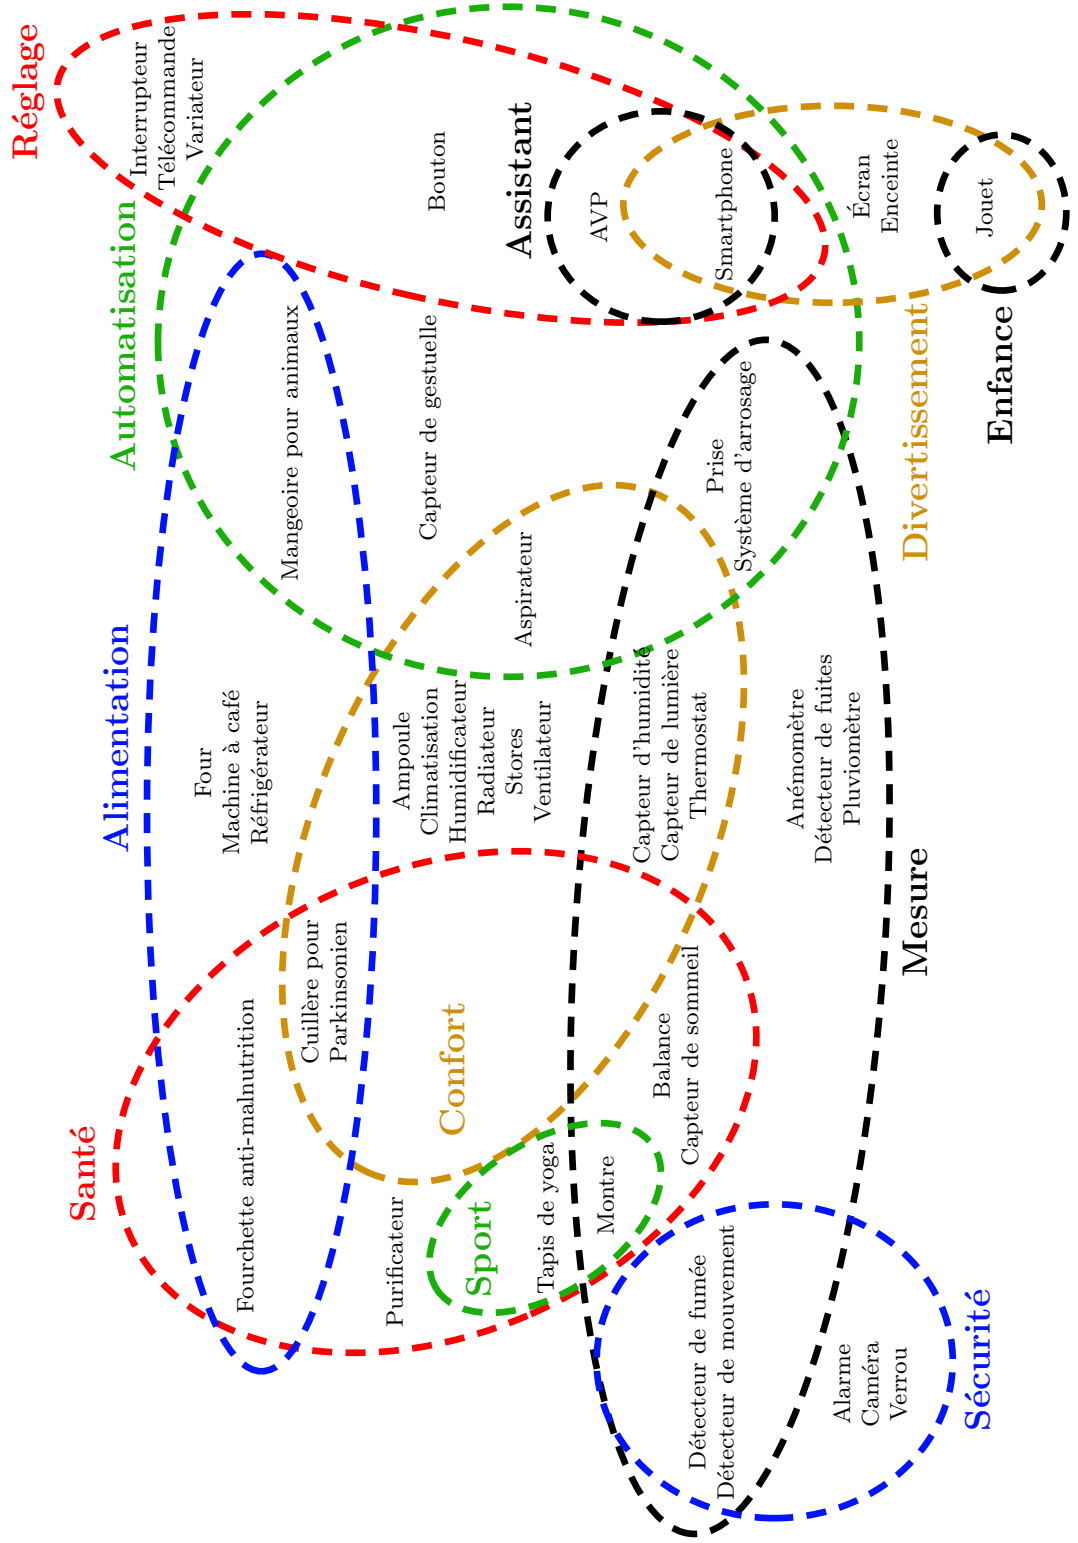 Réglage
Interrupteur
Télécommande
Variateur
Automatisation
Alimentation
Santé
Mangeoire pour animaux
Four
Machine à café
Réfrigérateur
Fourchette anti-malnutrition
Cuillère pour
Parkinsonien
Bouton
Capteur de gestuelle
Ampoule
Climatisation
Humidificateur
Radiateur
Stores
Ventilateur
Purificateur
Confort
Sport
Assistant
Aspirateur
Tapis de yoga
AVP
Montre
Smartphone
Prise
Système d'arrosage
Capteur d'humidité
Capteur de lumière
Thermostat
Balance
Capteur de sommeil
Détecteur de fumée
Détecteur de mouvement
Anémomètre
Détecteur de fuites
Pluviomètre
Alarme
Caméra
Verrou
Écran
Enceinte
Divertissement
Mesure
Jouet
Enfance
Sécurité